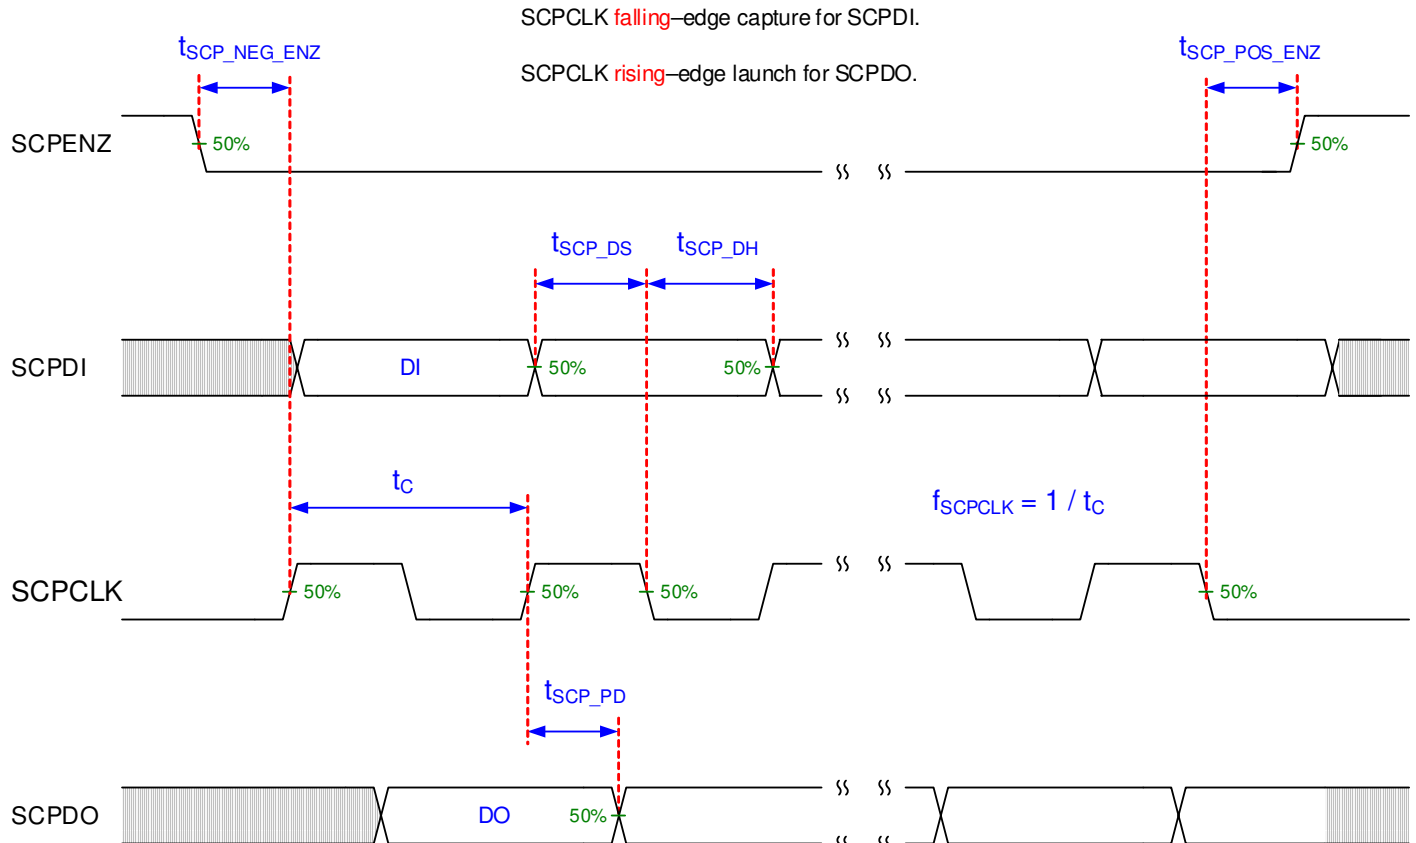 SCPCLK falling–edge capture for SCPDI.
tSCP_NEG_ENZ
tSCP_POS_ENZ
SCPCLK rising–edge launch for SCPDO.
SCPENZ
50%
50%
tSCP_DS
tSCP_DH
SCPDI
DI
50%
50%
tC
fSCPCLK = 1 / tC
SCPCLK
50%
50%
50%
50%
tSCP_PD
SCPDO
DO
50%